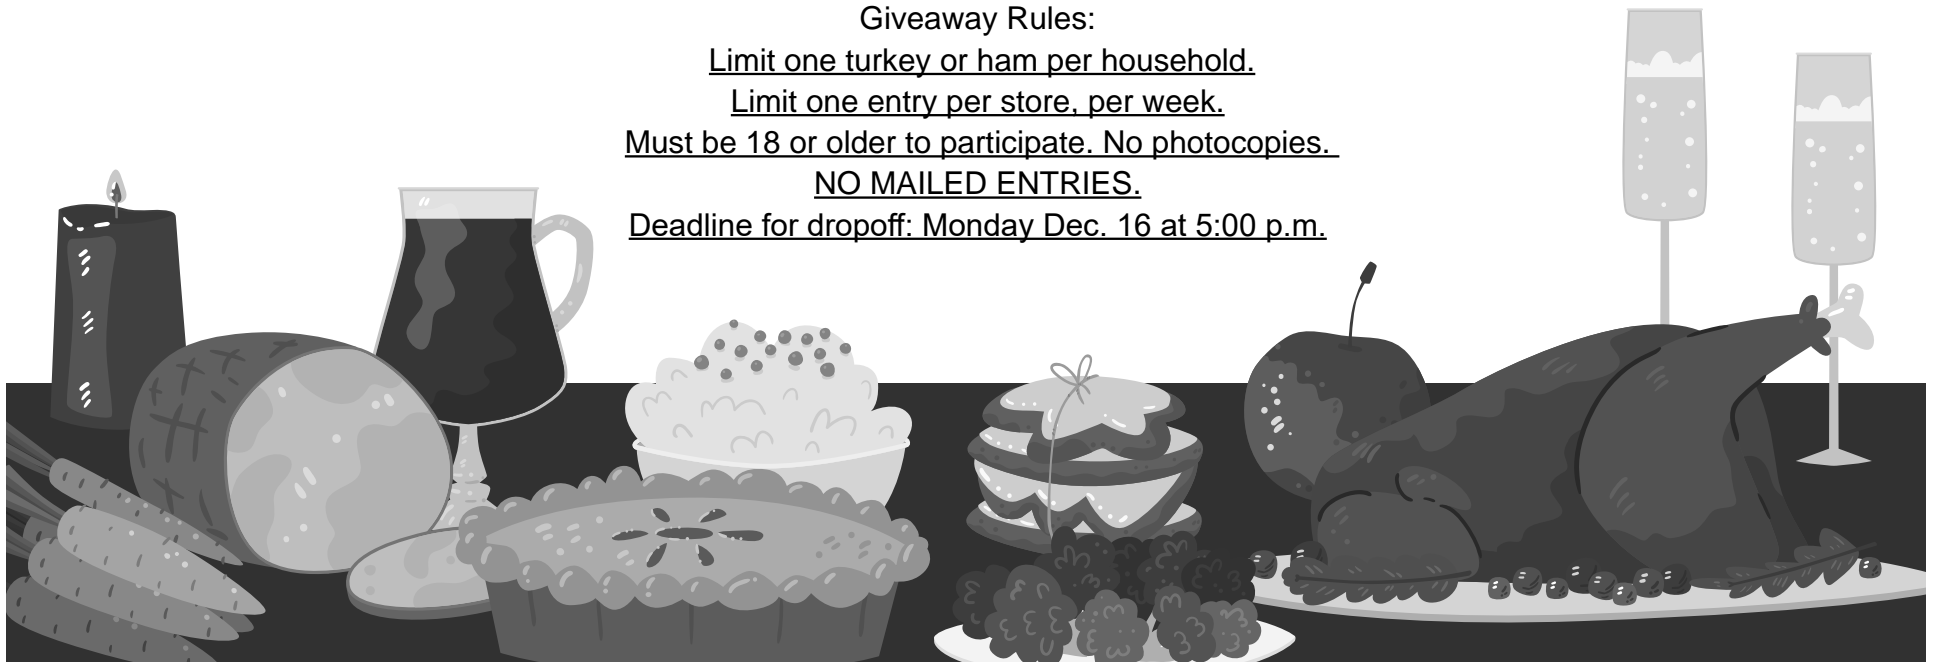 Giveaway Rules:
Limit one turkey or ham per household.
Limit one entry per store, per week.
Must be 18 or older to participate. No photocopies.
NO MAILED ENTRIES.
Deadline for dropoff: Monday Dec. 16 at 5:00 p.m.